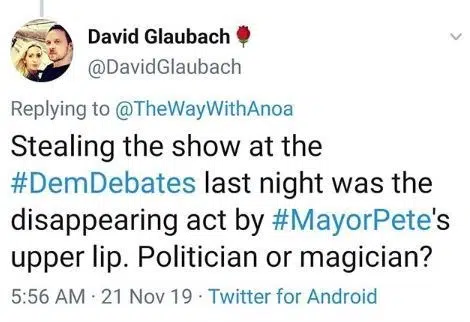 David Glaubach🌹
@DavidGlaubach
Replying to @TheWayWithAnoa
Stealing the show at the
#DemDebates last night was the
disappearing act by #MayorPete's
upper lip. Politician or magician?
5:56 AM · 21 Nov 19 · Twitter for Android